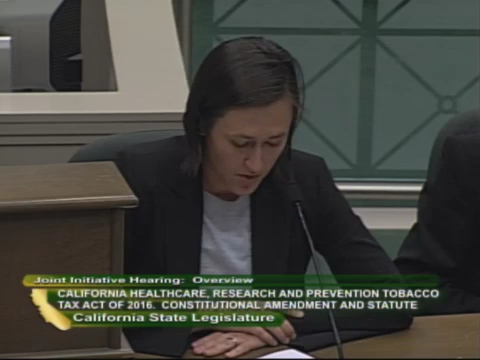 Joint Initiative Hearing: Overview
CALIFORNIA HEALTHCARE, RESEARCH AND PREVENTION TOBACCO
TAX ACT OF 2016. CONSTITUTIONAL AMENDMENT AND STATUTE
California State Legislature